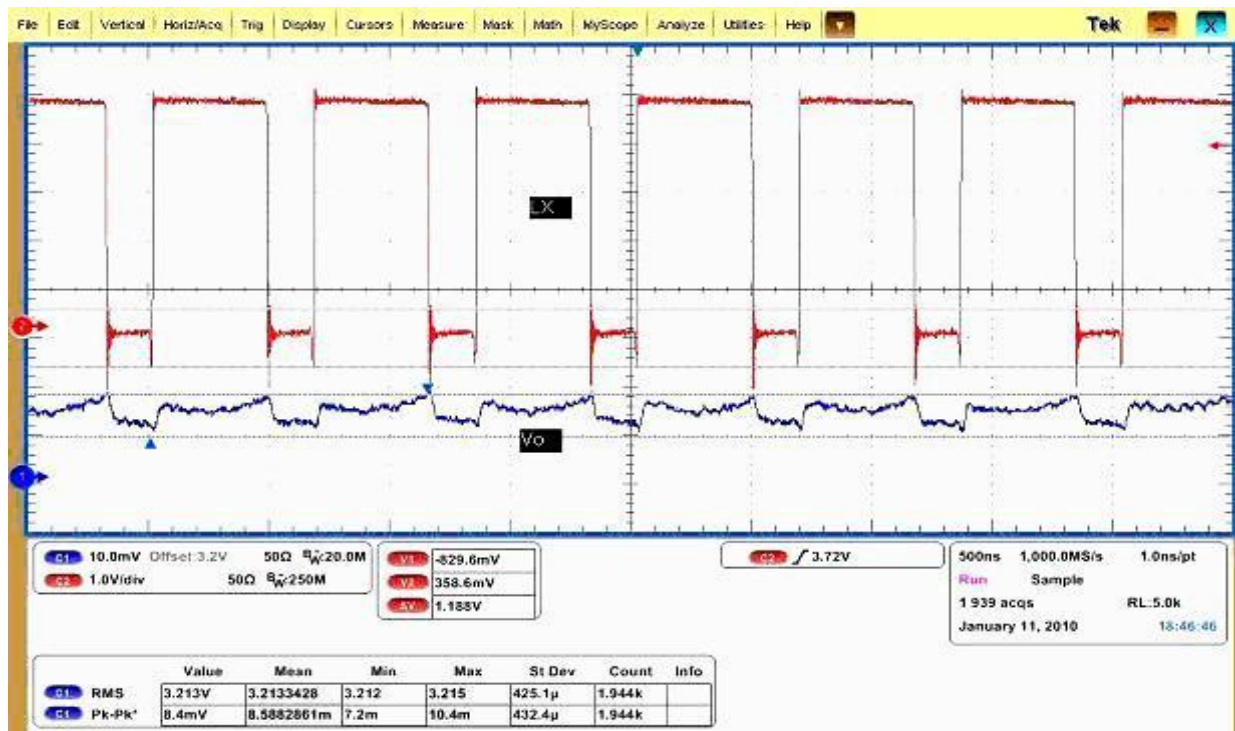 File Edit Vertical Horiz/Acq Trig Display Cursors Measure Mask Math MyScope Analyze Utilities Help Tek X
LX
2
Vo
1
C1 10.0mV Offset:3.2V 50Ω BW:20.0M
C2 1.0V/div 50Ω BW:250M
V1 -829.6mV
V2 358.6mV
ΔV 1.188V
C2 3.72V
500ns 1,000.0MS/s 1.0ns/pt
Run Sample
1 939 acqs RL:5.0k
January 11, 2010 18:46:46
Value Mean Min Max St Dev Count Info
C1 RMS 3.213V 3.2133428 3.212 3.215 425.1µ 1.944k
C1 Pk-Pk* 8.4mV 8.5882861m 7.2m 10.4m 432.4µ 1.944k